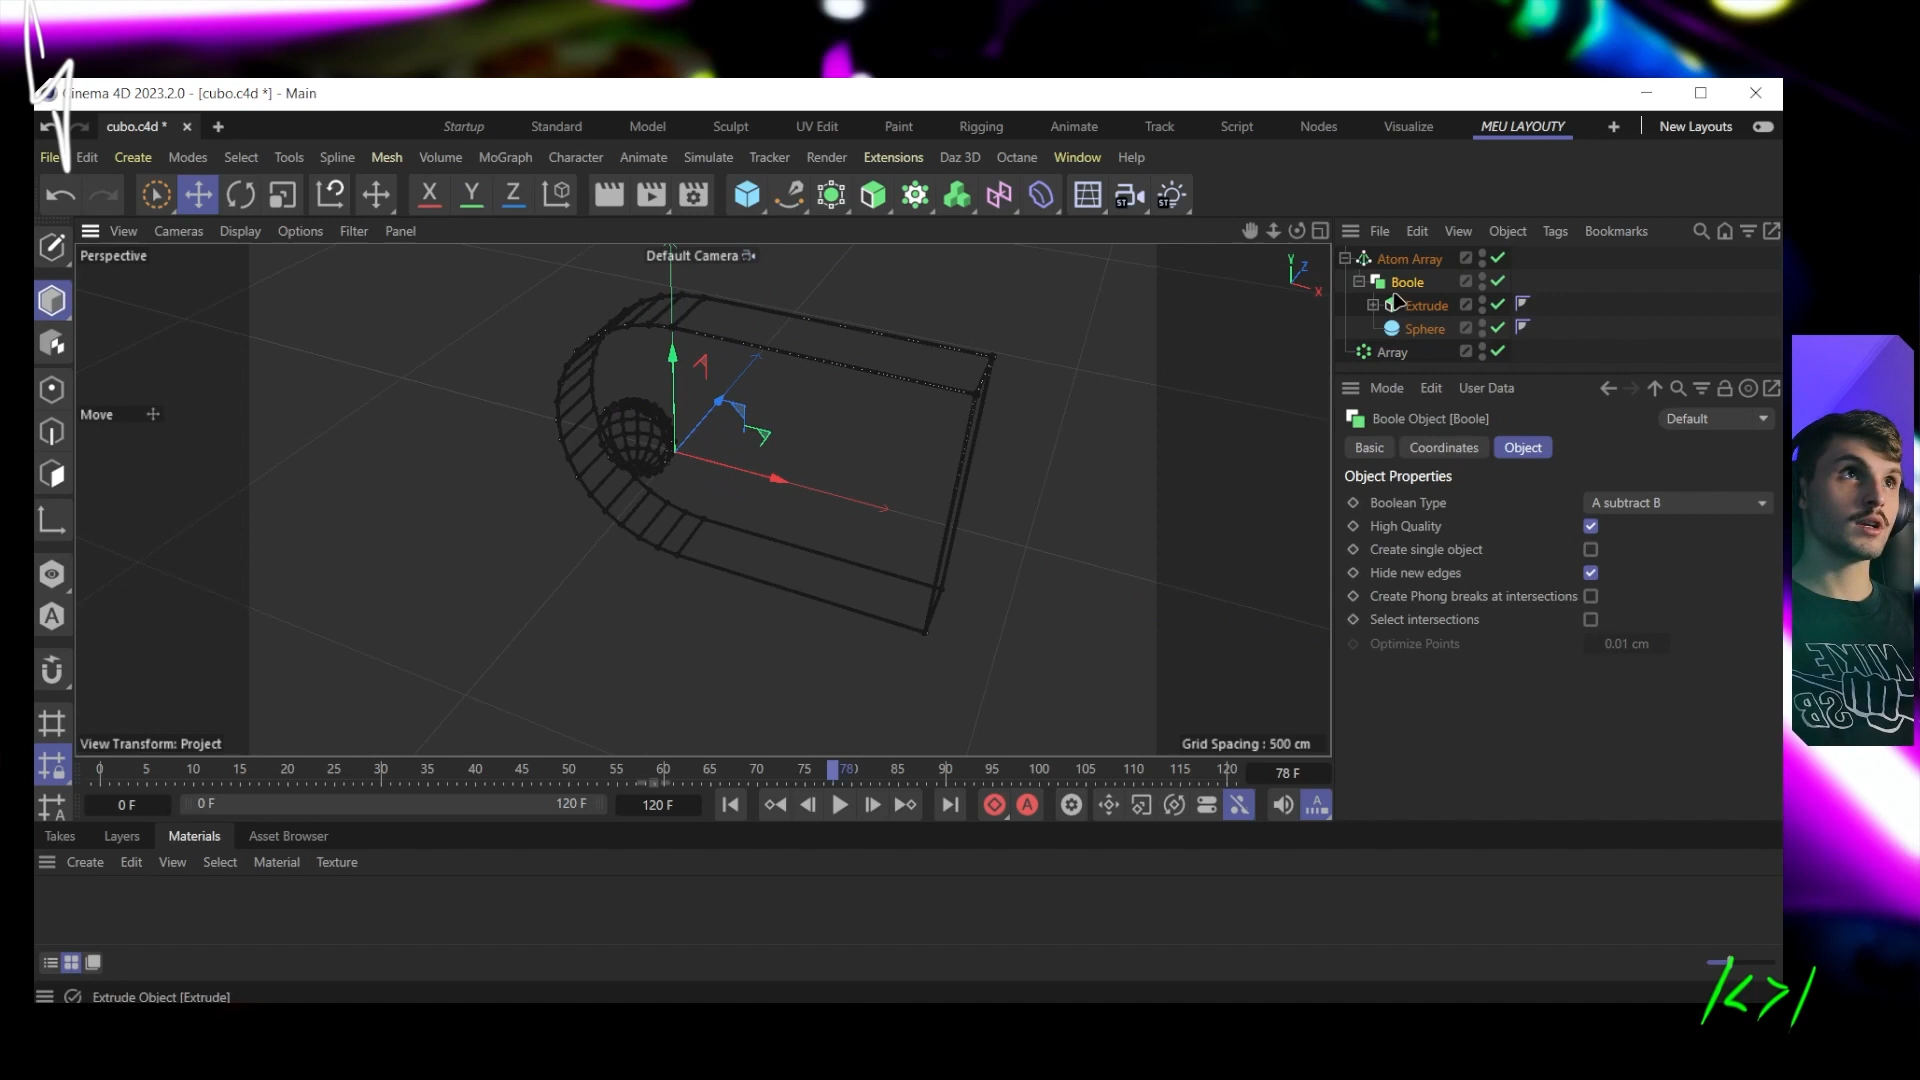 Cinema 4D 2023.2.0 - [cubo.c4d *] - Main
cubo.c4d *
Startup Standard Model Sculpt UV Edit Paint Rigging Animate Track Script Nodes Visualize MEU LAYOUTY New Layouts
File Edit Create Modes Select Tools Spline Mesh Volume MoGraph Character Animate Simulate Tracker Render Extensions Daz 3D Octane Window Help
X Y Z ST ST
View Cameras Display Options Filter Panel
File Edit View Object Tags Bookmarks
Perspective
Default Camera
Y Z X
Atom Array
Boole
Extrude
Sphere
Array
Move
Mode Edit User Data
Boole Object [Boole]
Default
Basic Coordinates Object
Object Properties
Boolean Type A subtract B
High Quality
Create single object
Hide new edges
Create Phong breaks at intersections
Select intersections
Optimize Points 0.01 cm
View Transform: Project
Grid Spacing : 500 cm
0 5 10 15 20 25 30 35 40 45 50 55 60 65 70 75 78 85 90 95 100 105 110 115 120 78 F
0 F 0 F 120 F 120 F
Takes Layers Materials Asset Browser
Create Edit View Select Material Texture
Extrude Object [Extrude]
NIKE
SB